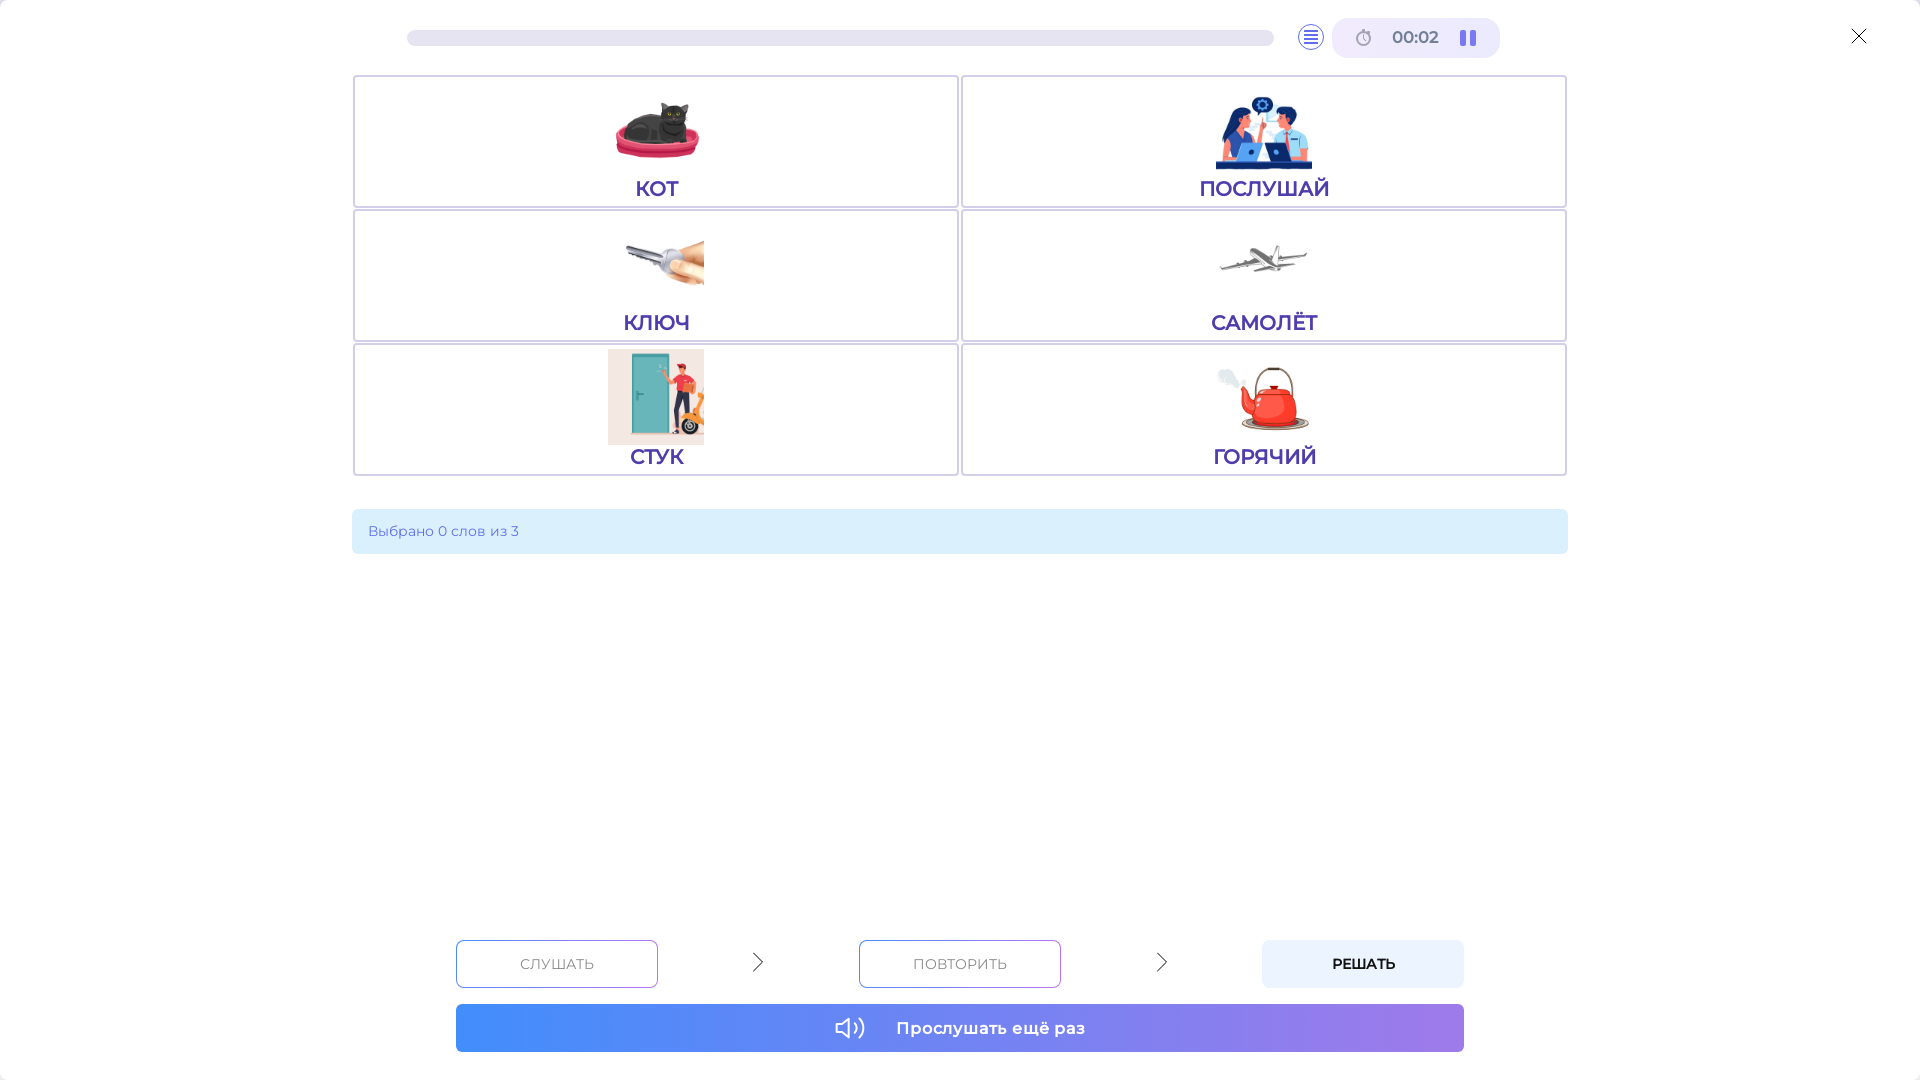 00:02
КОТ
ПОСЛУШАЙ
КЛЮЧ
САМОЛЁТ
СТУК
ГОРЯЧИЙ
Выбрано 0 слов из 3
СЛУШАТЬ
ПОВТОРИТЬ
РЕШАТЬ
Прослушать ещё раз